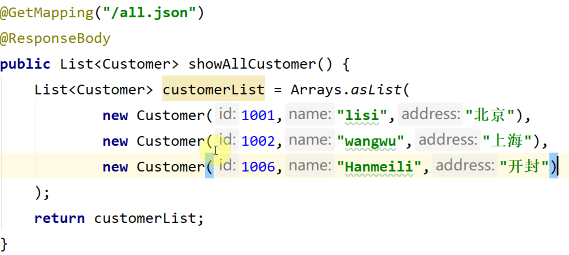 @GetMapping("/all.json")
@ResponseBody
public List<Customer> showAllCustomer() {
    List<Customer> customerList = Arrays.asList(
            new Customer( id: 1001, name: "lisi", address: "北京"),
            new Customer( id: 1002, name: "wangwu", address: "上海"),
            new Customer( id: 1006, name: "Hanmeili", address: "开封")
    );
    return customerList;
}